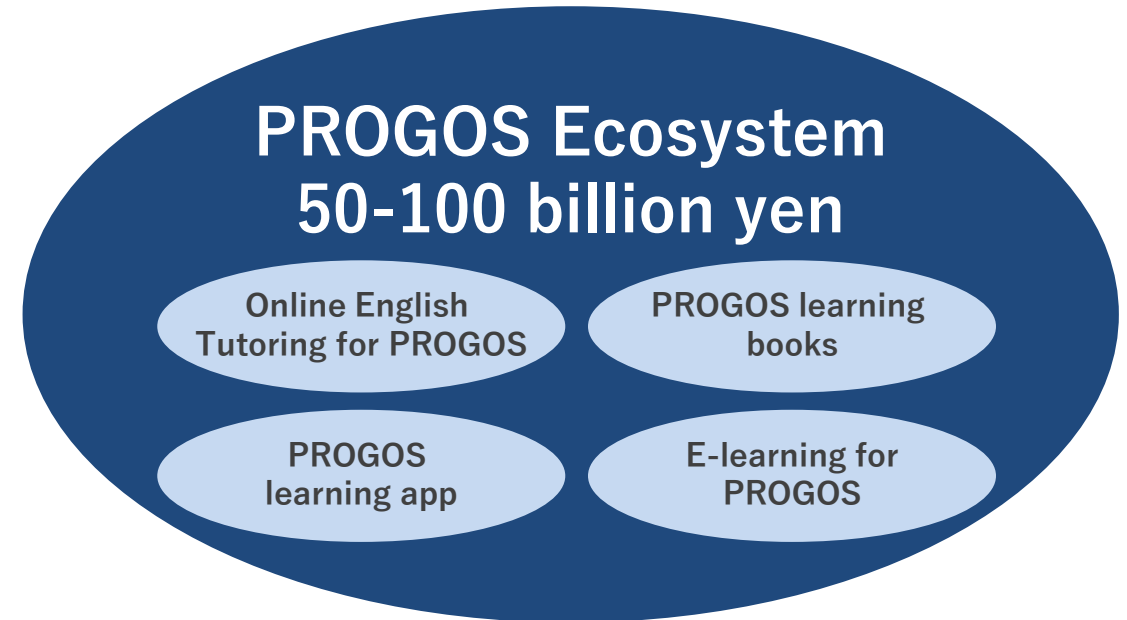 PROGOS Ecosystem
50-100 billion yen
Online English
Tutoring for PROGOS
PROGOS learning
books
PROGOS
learning app
E-learning for
PROGOS